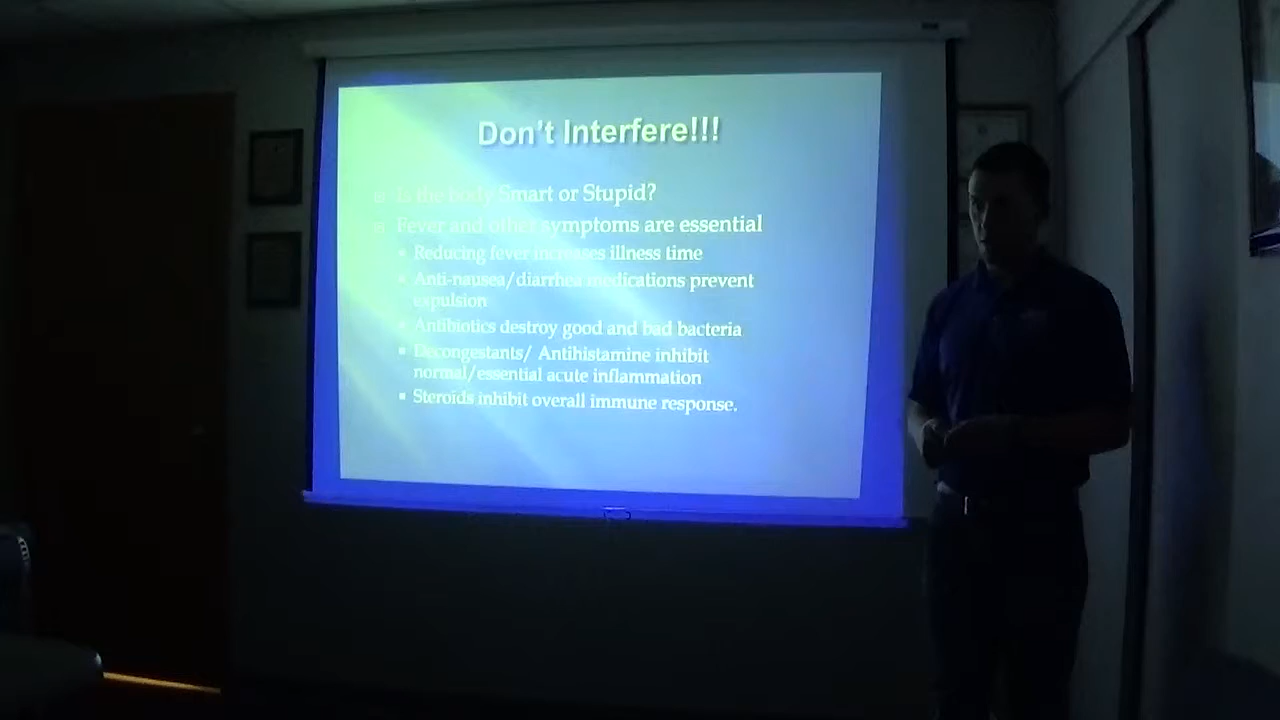 Don't Interfere!!!
Is the body Smart or Stupid?
Fever and other symptoms are essential
Reducing fever increases illness time
Anti-nausea/diarrhea medications prevent
expulsion
Antibiotics destroy good and bad bacteria
Decongestants/ Antihistamine inhibit
normal/essential acute inflammation
Steroids inhibit overall immune response.